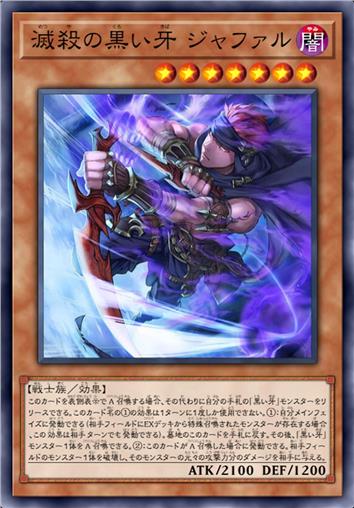 滅殺の黒い牙 ジャファル
闇
【戦士族／効果】
このカードを表側表示でA召喚する場合、その代わりに自分の手札の「黒い牙」モンスターをリ
リースできる。このカード名の①の効果は1ターンに1度しか使用できない。①：自分メインフェ
イズに発動できる（相手フィールドにEXデッキから特殊召喚されたモンスターが存在する場合、
この効果は相手ターンでも発動できる）。墓地のこのカードを手札に戻す。その後、「黒い牙」
モンスター1体をA召喚できる。②：このカードがA召喚した場合に発動できる。相手フィー
ルドのモンスター1体を破壊し、そのモンスターの元々の攻撃力分のダメージを相手に与える。
ATK/2100 DEF/1200